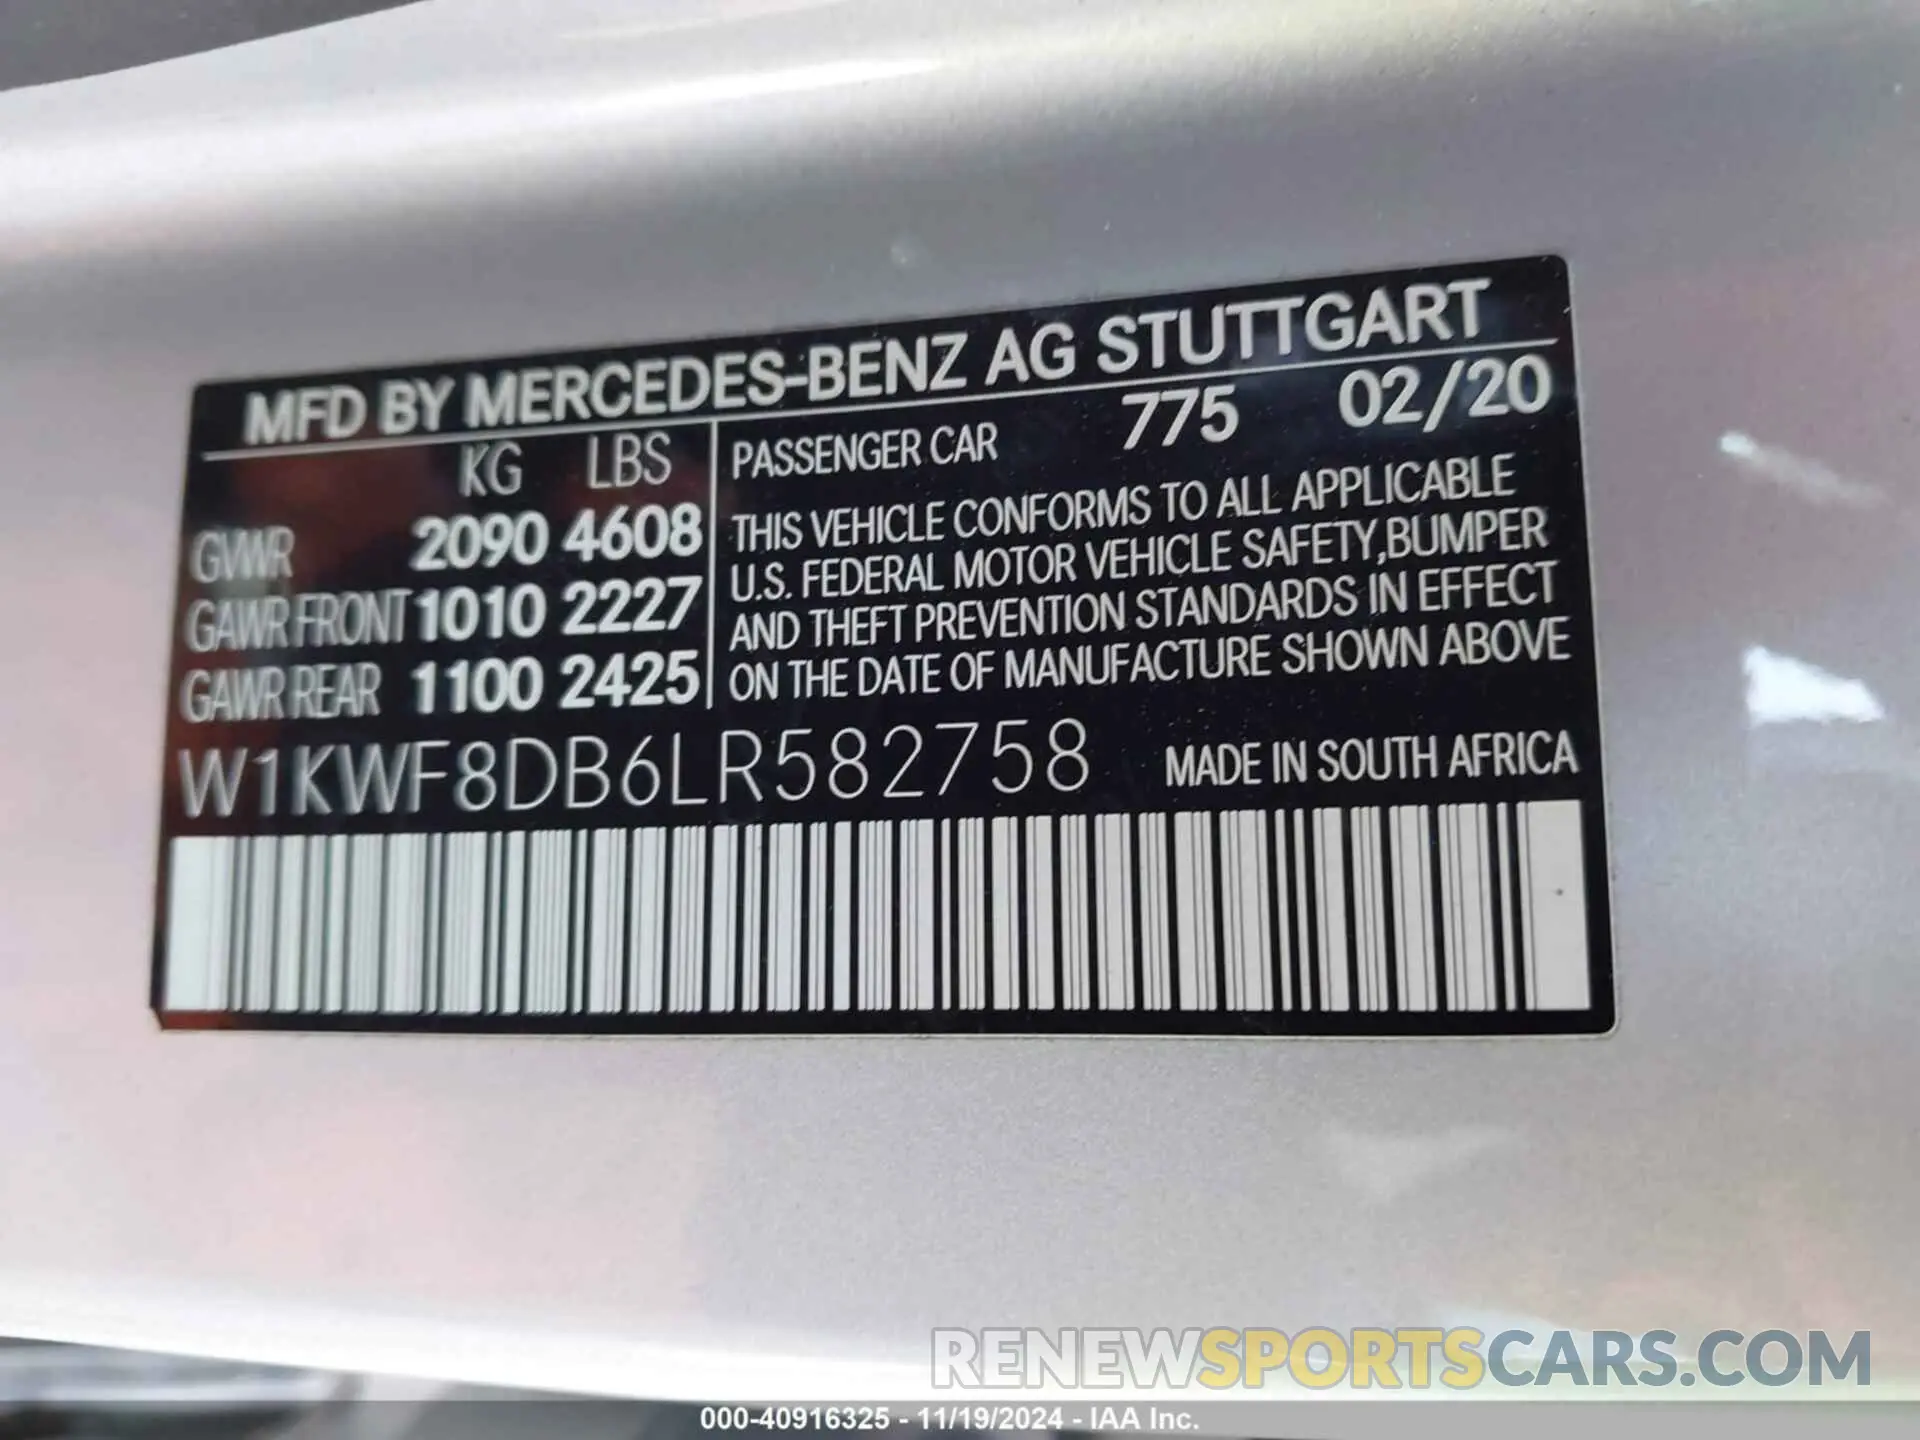 MFD BY MERCEDES-BENZ AG STUTTGART
KG LBS
GVWR 2090 4608
GAWR FRONT 1010 2227
GAWR REAR 1100 2425
PASSENGER CAR 775 02/20
THIS VEHICLE CONFORMS TO ALL APPLICABLE
U.S. FEDERAL MOTOR VEHICLE SAFETY,BUMPER
AND THEFT PREVENTION STANDARDS IN EFFECT
ON THE DATE OF MANUFACTURE SHOWN ABOVE
W1KWF8DB6LR582758 MADE IN SOUTH AFRICA
RENEWSPORTSCARS.COM
000-40916325 - 11/19/2024 - IAA Inc.